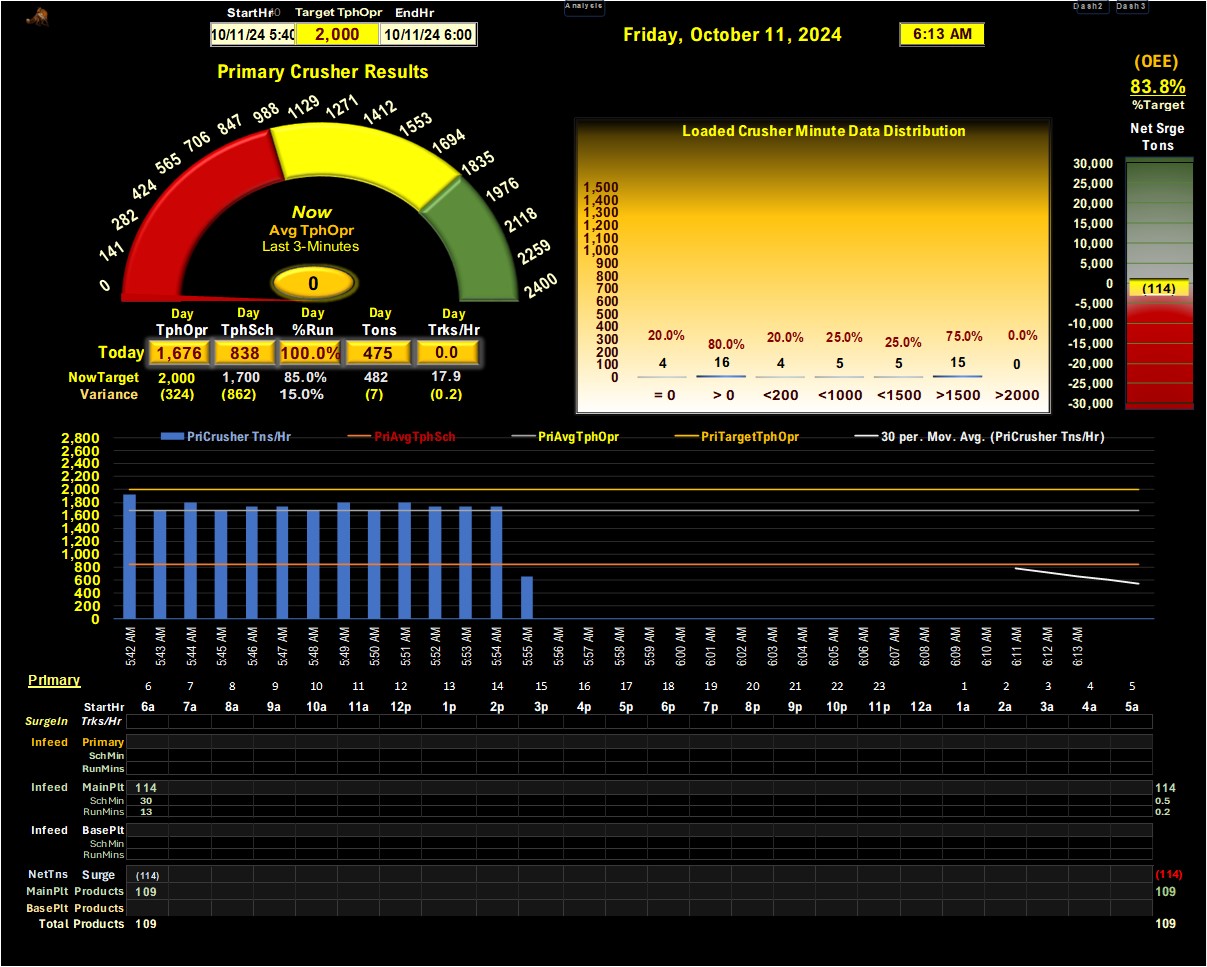 StartHr Target TphOpr EndHr
10/11/24 5:40 2,000 10/11/24 6:00
Analysis
Dash2 Dash3
Friday, October 11, 2024
6:13 AM
(OEE)
83.8%
%Target
Net Srge
Tons
30,000
25,000
20,000
15,000
10,000
5,000
0
(114)
-5,000
-10,000
-15,000
-20,000
-25,000
-30,000
Primary Crusher Results
0 141 282 424 565 706 847 988 1129 1271 1412 1553 1694 1835 1976 2118 2259 2400
Now
Avg TphOpr
Last 3-Minutes
0
Day Day Day Day Day
TphOpr TphSch %Run Tons Trks/Hr
Today 1,676 838 100.0% 475 0.0
NowTarget 2,000 1,700 85.0% 482 17.9
Variance (324) (862) 15.0% (7) (0.2)
Loaded Crusher Minute Data Distribution
1,500
1,400
1,300
1,200
1,100
1,000
900
800
700
600
500
400
300
200
100
0
20.0% 80.0% 20.0% 25.0% 25.0% 75.0% 0.0%
4 16 4 5 5 15 0
= 0 > 0 <200 <1000 <1500 >1500 >2000
PriCrusher Tns/Hr PriAvgTphSch PriAvgTphOpr PriTargetTphOpr 30 per. Mov. Avg. (PriCrusher Tns/Hr)
2,800
2,600
2,400
2,200
2,000
1,800
1,600
1,400
1,200
1,000
800
600
400
200
0
5:42 AM 5:43 AM 5:44 AM 5:45 AM 5:46 AM 5:47 AM 5:48 AM 5:49 AM 5:50 AM 5:51 AM 5:52 AM 5:53 AM 5:54 AM 5:55 AM 5:56 AM 5:57 AM 5:58 AM 5:59 AM 6:00 AM 6:01 AM 6:02 AM 6:03 AM 6:04 AM 6:05 AM 6:06 AM 6:07 AM 6:08 AM 6:09 AM 6:10 AM 6:11 AM 6:12 AM 6:13 AM
Primary
6 7 8 9 10 11 12 13 14 15 16 17 18 19 20 21 22 23 1 2 3 4 5
StartHr 6a 7a 8a 9a 10a 11a 12p 1p 2p 3p 4p 5p 6p 7p 8p 9p 10p 11p 12a 1a 2a 3a 4a 5a
SurgeIn Trks/Hr
Infeed Primary
SchMin
RunMins
Infeed MainPlt 114 114
SchMin 30 0.5
RunMins 13 0.2
Infeed BasePlt
SchMin
RunMins
NetTns Surge (114) (114)
MainPlt Products 109 109
BasePlt Products
Total Products 109 109